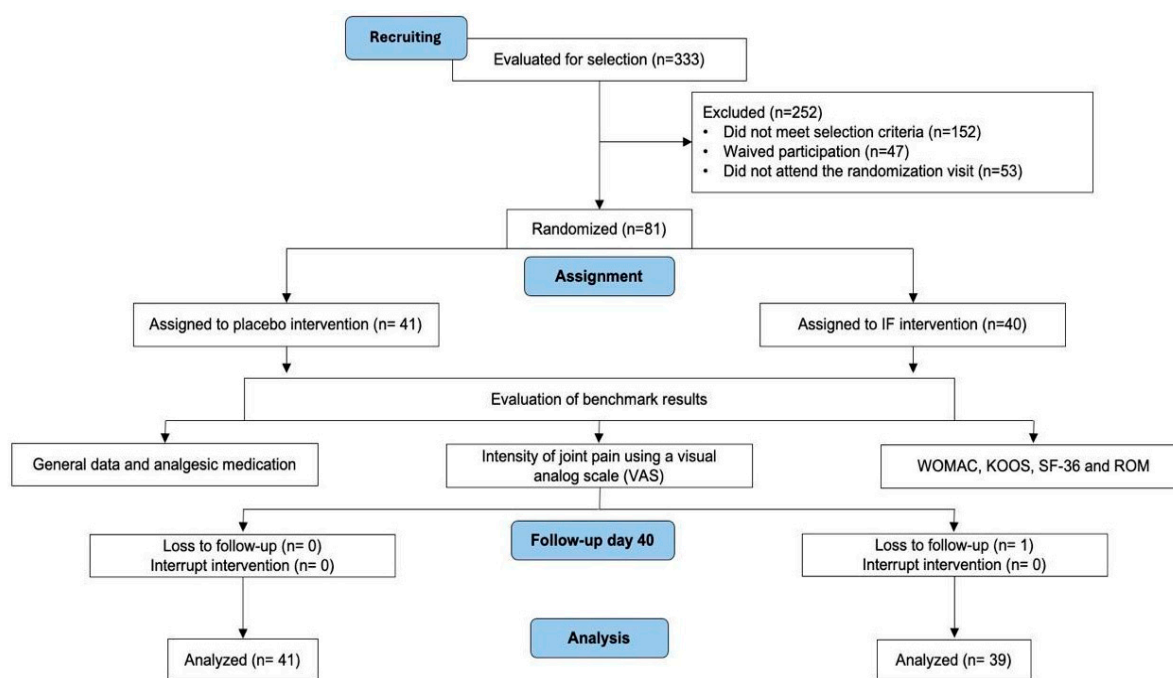 Recruiting
Evaluated for selection (n=333)
Excluded (n=252)
• Did not meet selection criteria (n=152)
• Waived participation (n=47)
• Did not attend the randomization visit (n=53)
Randomized (n=81)
Assignment
Assigned to placebo intervention (n= 41)
Assigned to IF intervention (n=40)
Evaluation of benchmark results
General data and analgesic medication
Intensity of joint pain using a visual
analog scale (VAS)
WOMAC, KOOS, SF-36 and ROM
Follow-up day 40
Loss to follow-up (n= 0)
Interrupt intervention (n= 0)
Loss to follow-up (n= 1)
Interrupt intervention (n= 0)
Analysis
Analyzed (n= 41)
Analyzed (n= 39)